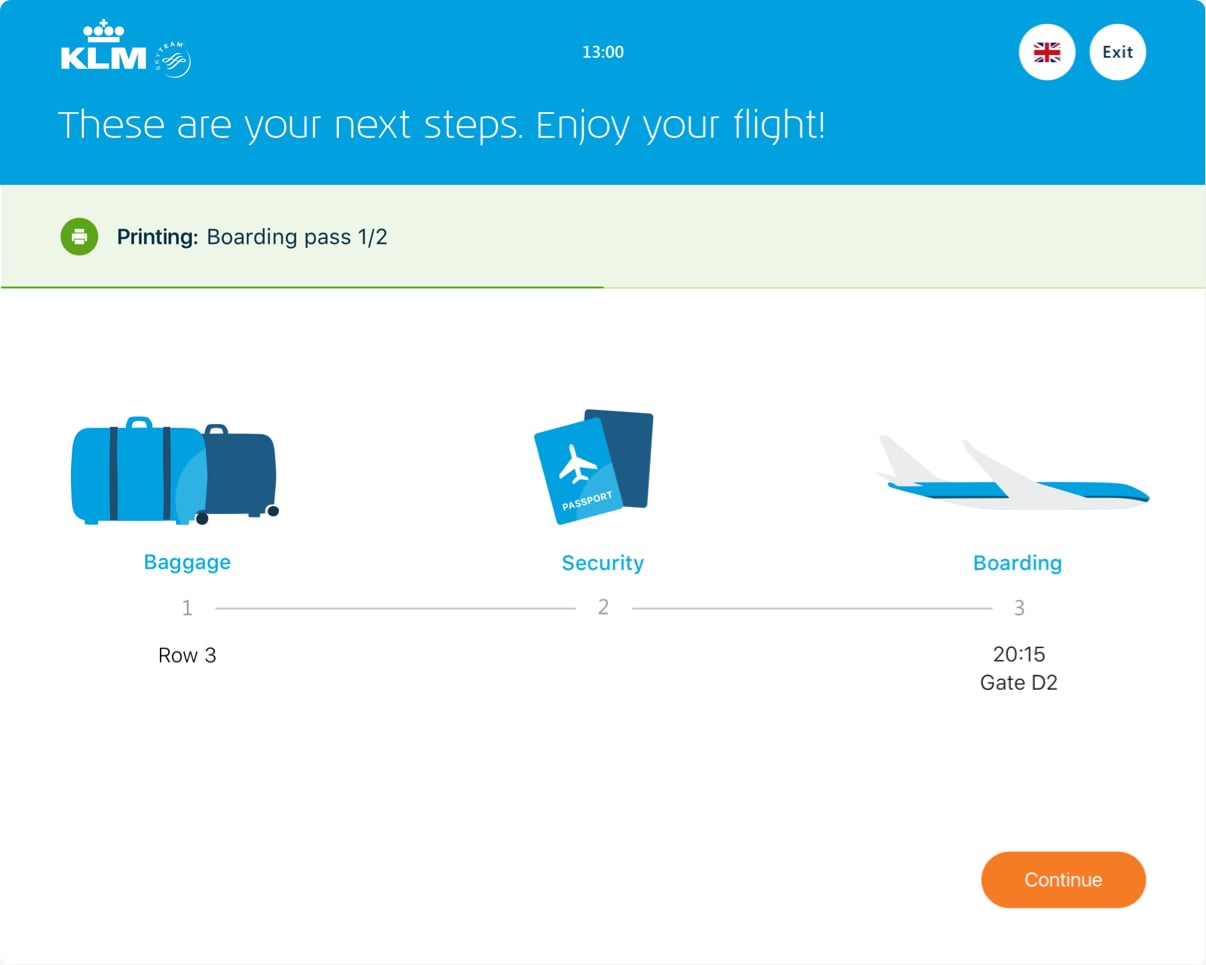 KLM
SKYTEAM
13:00
Exit
These are your next steps. Enjoy your flight!
Printing: Boarding pass 1/2
PASSPORT
Baggage
Security
Boarding
1
2
3
Row 3
20:15
Gate D2
Continue